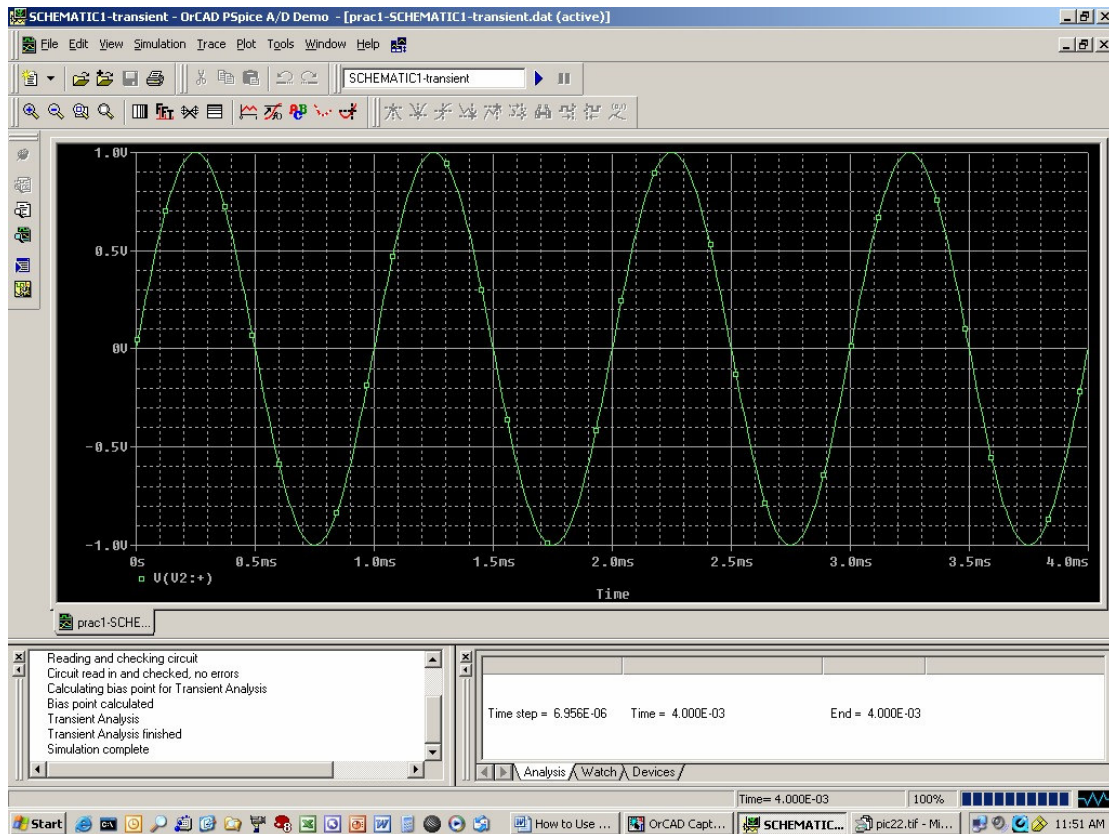 SCHEMATIC1-transient - OrCAD PSpice A/D Demo - [prac1-SCHEMATIC1-transient.dat (active)]
File Edit View Simulation Trace Plot Tools Window Help
SCHEMATIC1-transient
1.0V
0.5V
0V
-0.5V
-1.0V
0s 0.5ms 1.0ms 1.5ms 2.0ms 2.5ms 3.0ms 3.5ms 4.0ms
V(V2:+)
Time
prac1-SCHE...
Reading and checking circuit
Circuit read in and checked, no errors
Calculating bias point for Transient Analysis
Bias point calculated
Transient Analysis
Transient Analysis finished
Simulation complete
Time step = 6.956E-06 Time = 4.000E-03 End = 4.000E-03
Analysis Watch Devices
Time= 4.000E-03 100%
Start How to Use ... OrCAD Capt... SCHEMATIC... pic22.tif - Mi... 11:51 AM